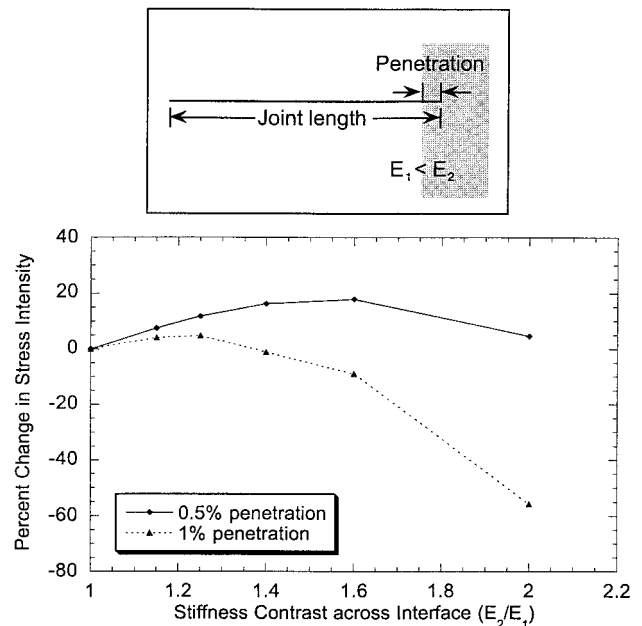 Penetration
Joint length
E₁ < E₂
40
20
0
-20
-40
-60
-80
Percent Change in Stress Intensity
0.5% penetration
1% penetration
1 1.2 1.4 1.6 1.8 2 2.2
Stiffness Contrast across Interface (E₂/E₁)